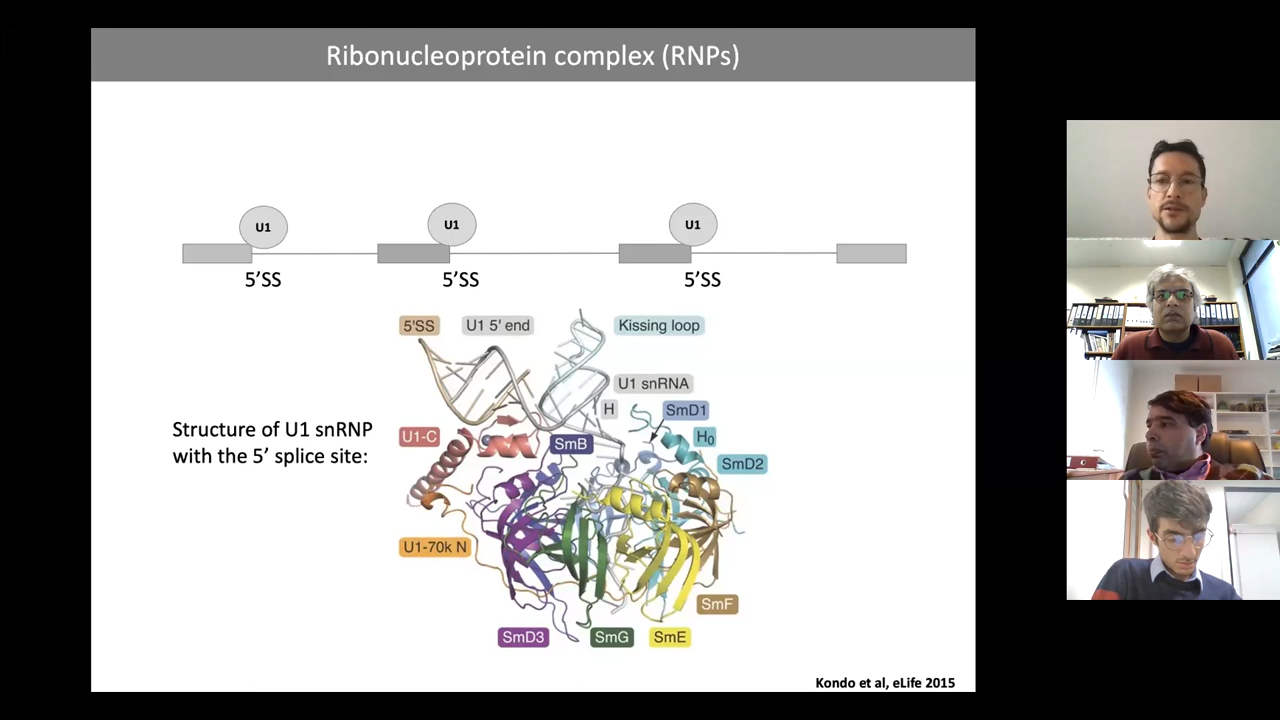 Ribonucleoprotein complex (RNPs)
U1
U1
U1
5’SS
5’SS
5’SS
5'SS
U1 5' end
Kissing loop
U1 snRNA
H
SmD1
U1-C
SmB
H0
SmD2
Structure of U1 snRNP
with the 5’ splice site:
U1-70k N
SmF
SmD3
SmG
SmE
Kondo et al, eLife 2015